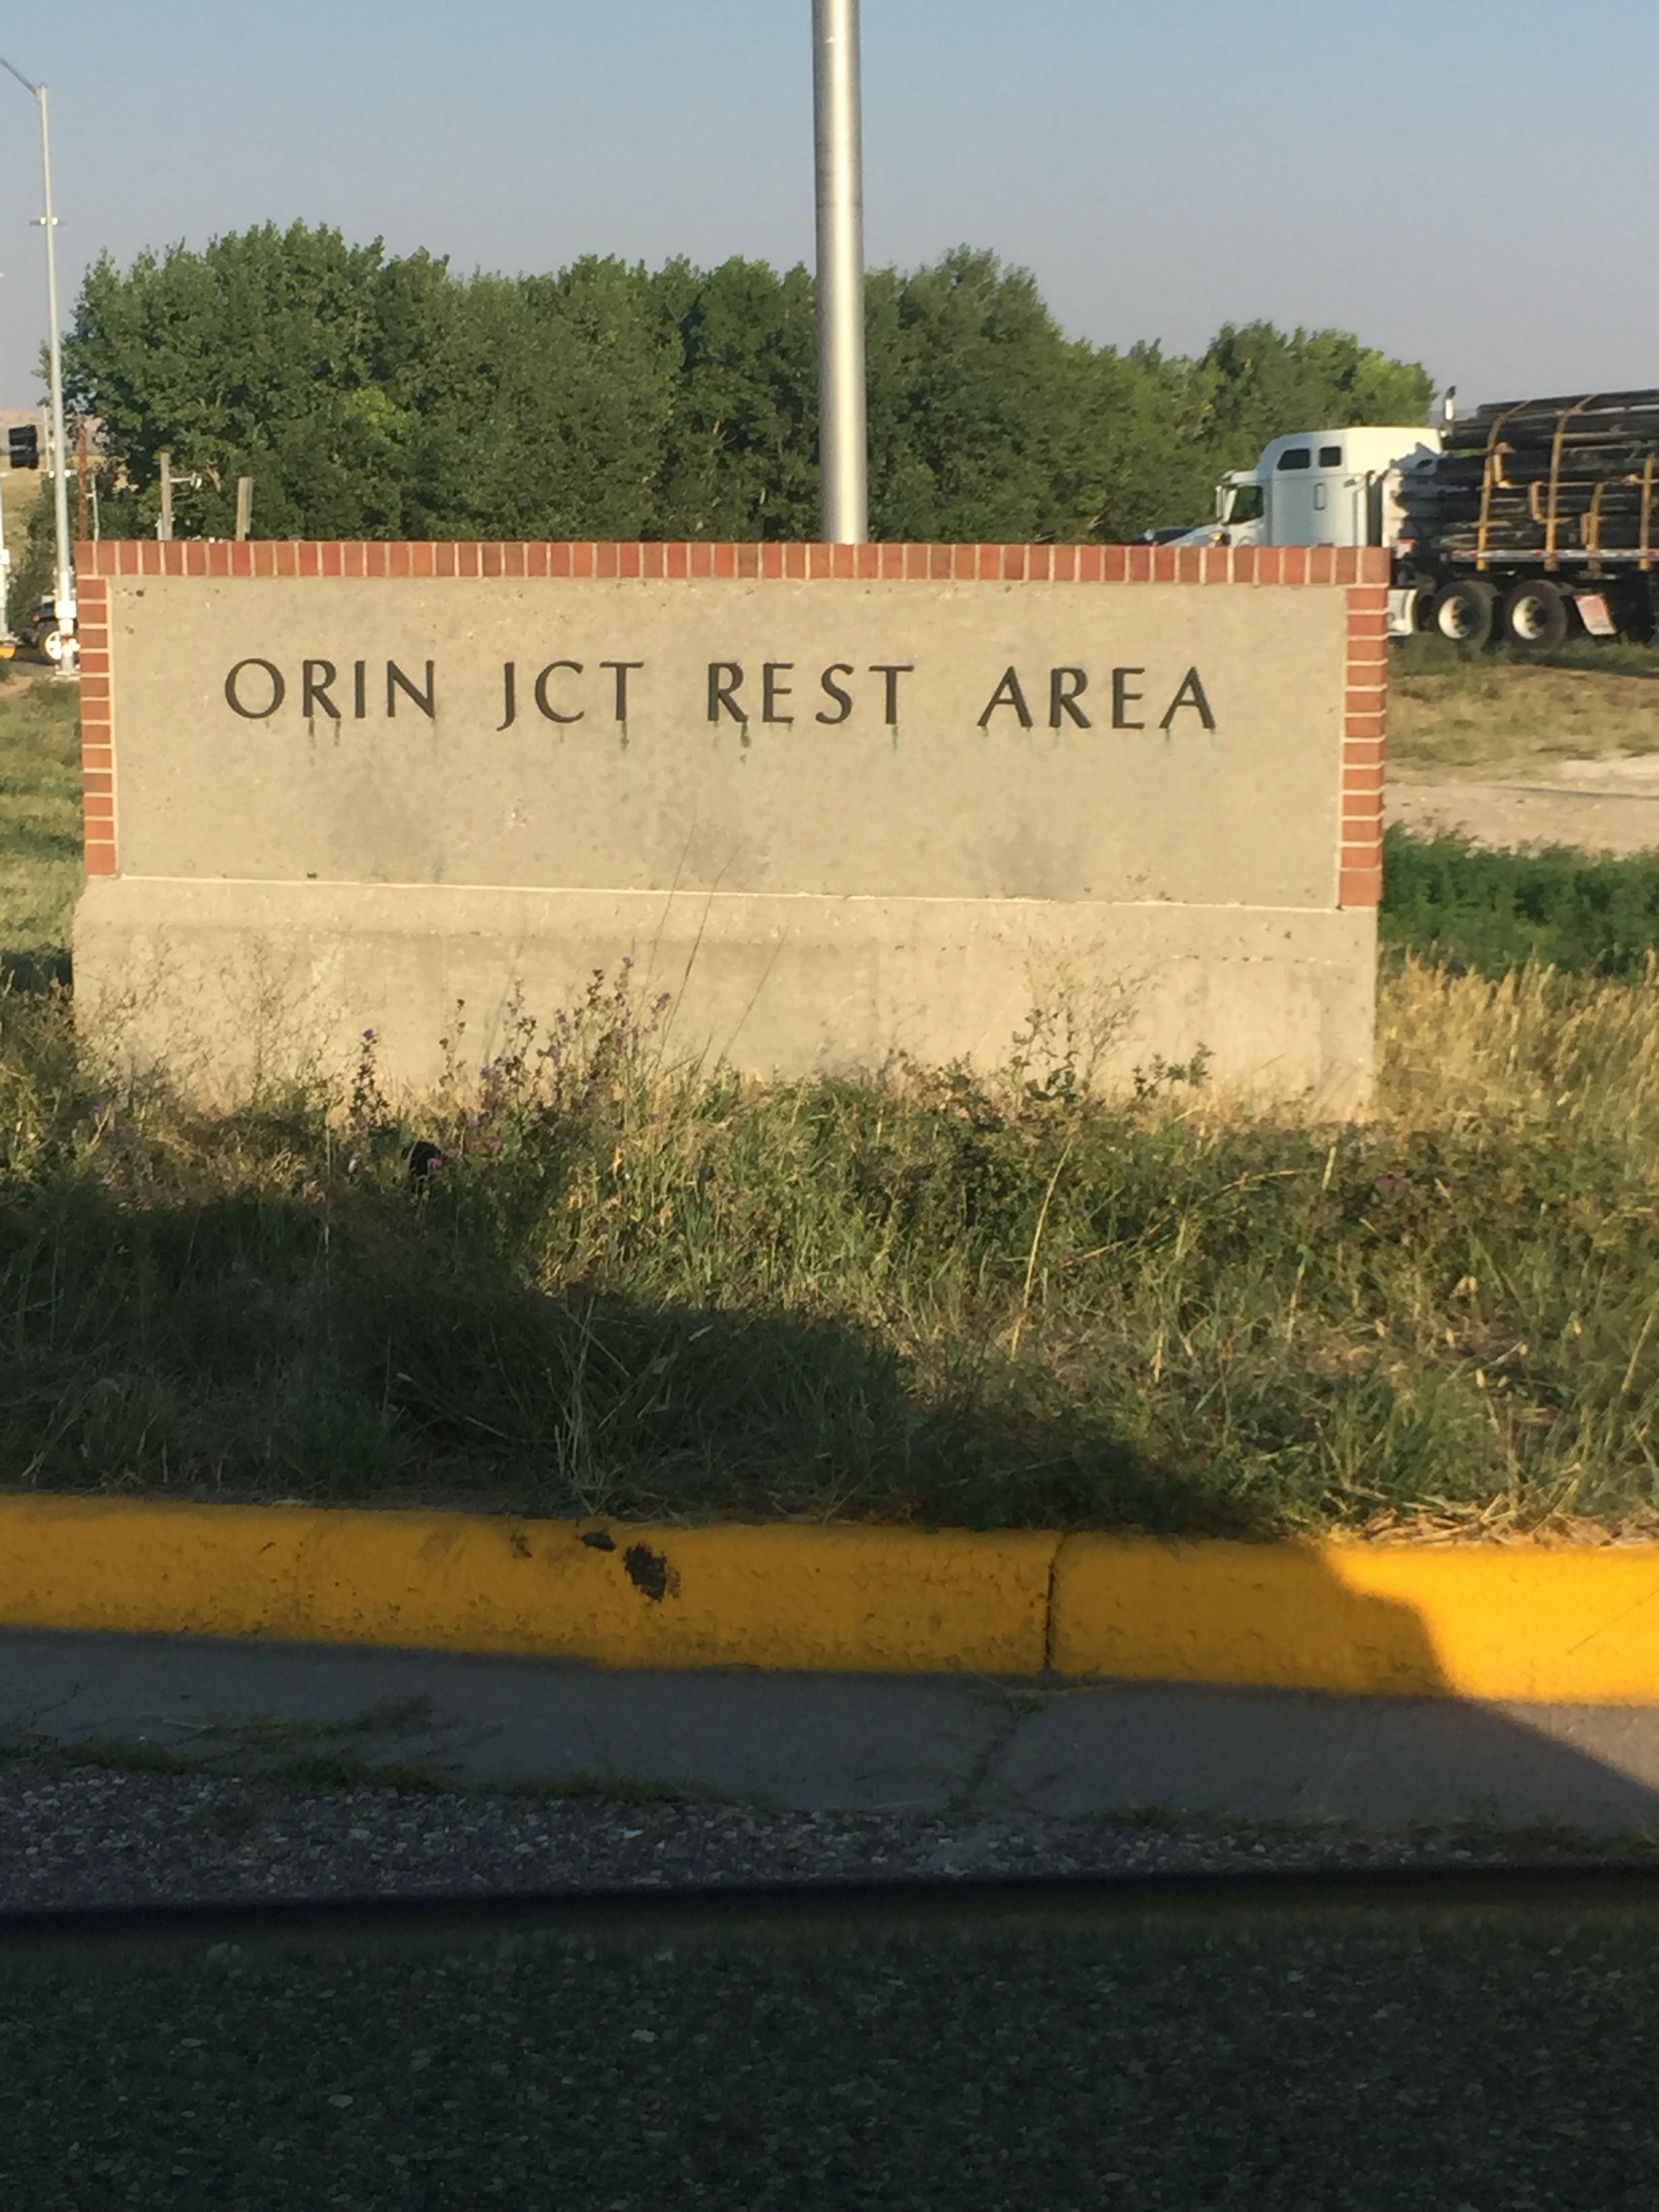 ORIN JCT REST AREA